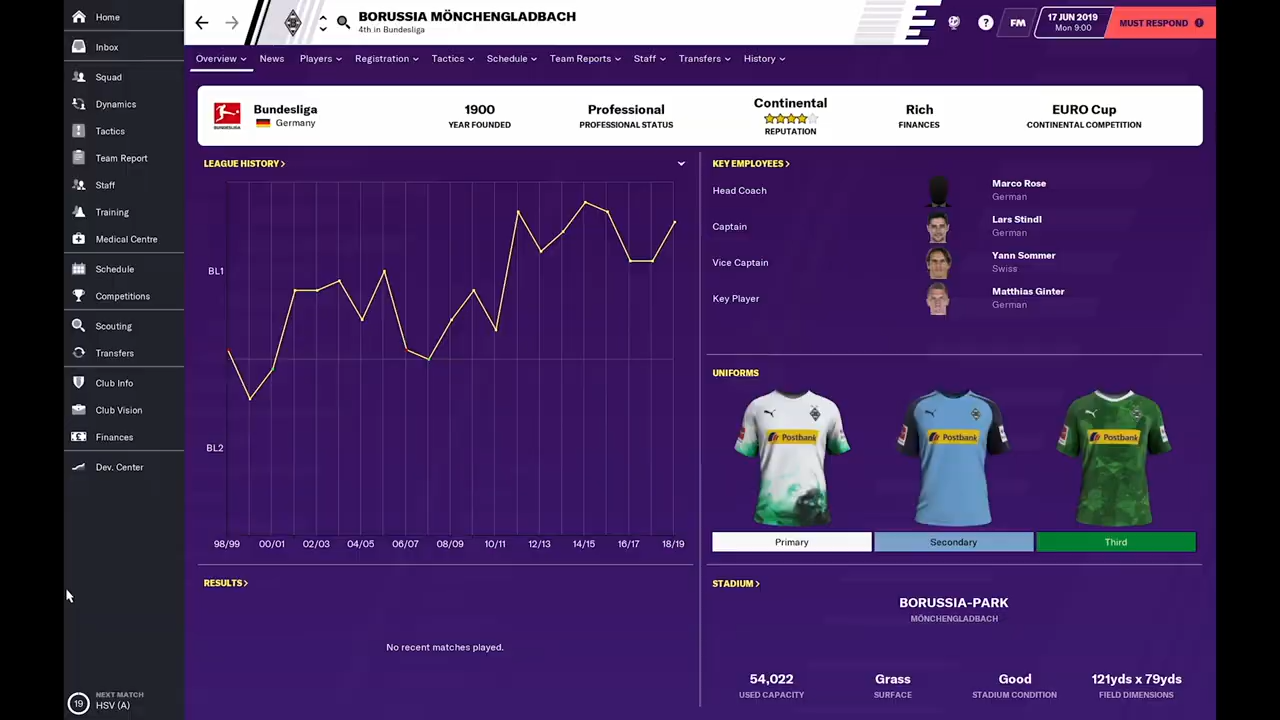 Home
Inbox
Squad
Dynamics
Tactics
Team Report
Staff
Training
Medical Centre
Schedule
Competitions
Scouting
Transfers
Club Info
Club Vision
Finances
Dev. Center
NEXT MATCH
19
HSV (A)
BORUSSIA MÖNCHENGLADBACH
4th in Bundesliga
?
FM
17 JUN 2019
Mon 9:00
MUST RESPOND
Overview News Players Registration Tactics Schedule Team Reports Staff Transfers History
BUNDESLIGA
Bundesliga
Germany
1900
YEAR FOUNDED
Professional
PROFESSIONAL STATUS
Continental
REPUTATION
Rich
FINANCES
EURO Cup
CONTINENTAL COMPETITION
LEAGUE HISTORY >
BL1
BL2
98/99 00/01 02/03 04/05 06/07 08/09 10/11 12/13 14/15 16/17 18/19
RESULTS >
No recent matches played.
KEY EMPLOYEES >
Head Coach
Marco Rose
German
Captain
Lars Stindl
German
Vice Captain
Yann Sommer
Swiss
Key Player
Matthias Ginter
German
UNIFORMS
Postbank
Postbank
Postbank
Primary
Secondary
Third
STADIUM >
BORUSSIA-PARK
MÖNCHENGLADBACH
54,022
USED CAPACITY
Grass
SURFACE
Good
STADIUM CONDITION
121yds x 79yds
FIELD DIMENSIONS